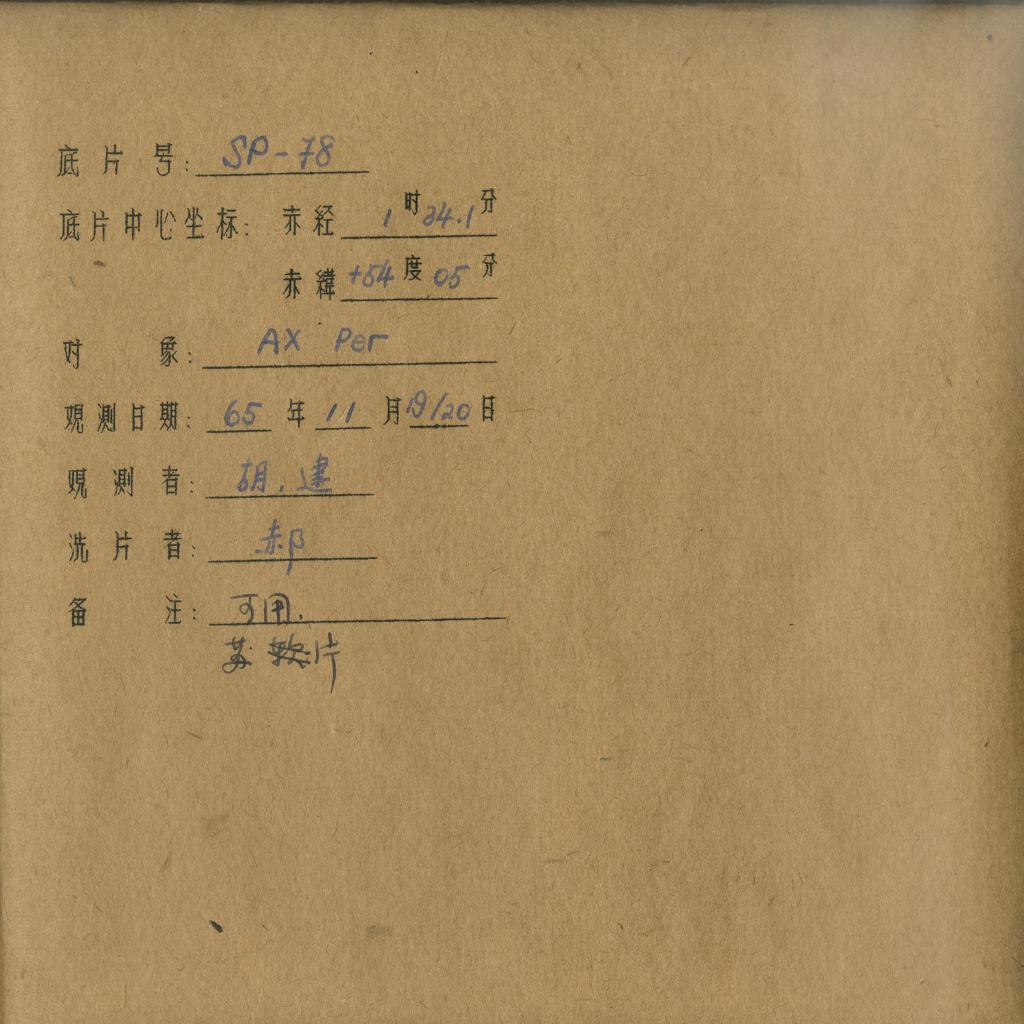 底片号: SP-78
底片中心坐标: 赤经 1时34.1分
赤緯 +54度05分
对象: AX Per
观测日期: 65年11月19/20日
观测者: 胡.建
洗片者: 郝
备注: 可用.
苏软片